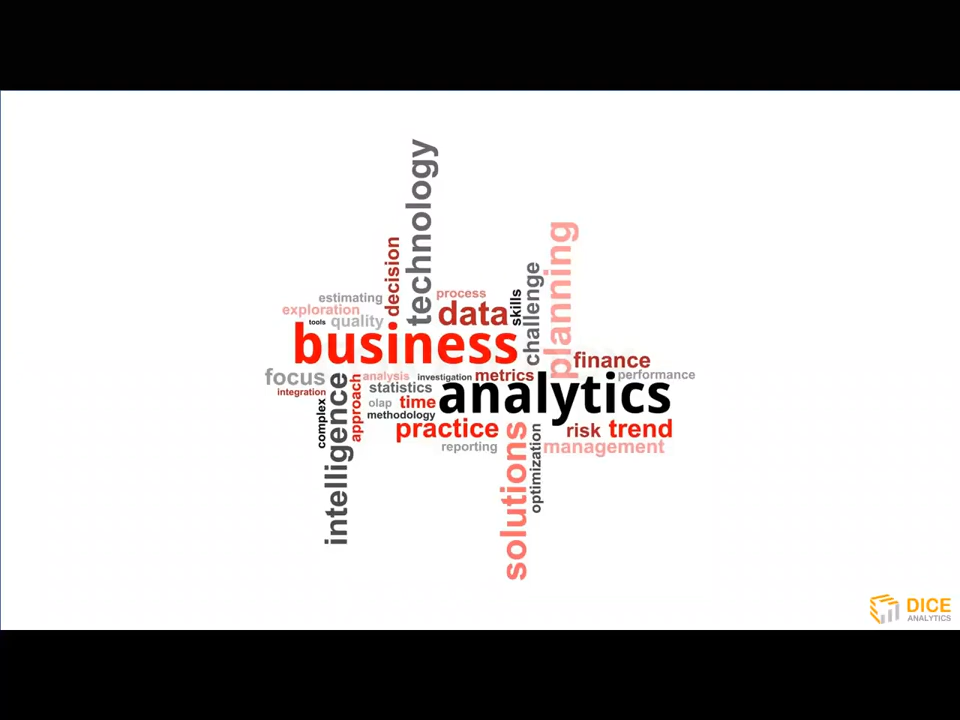 technology
planning
decision
challenge
skills
process
estimating
exploration
data
tools
quality
business
finance
focus
analysis
investigation
metrics
performance
integration
statistics
analytics
intelligence
approach
complex
olap
time
methodology
practice
risk
trend
reporting
management
solutions
optimization
DICE
ANALYTICS